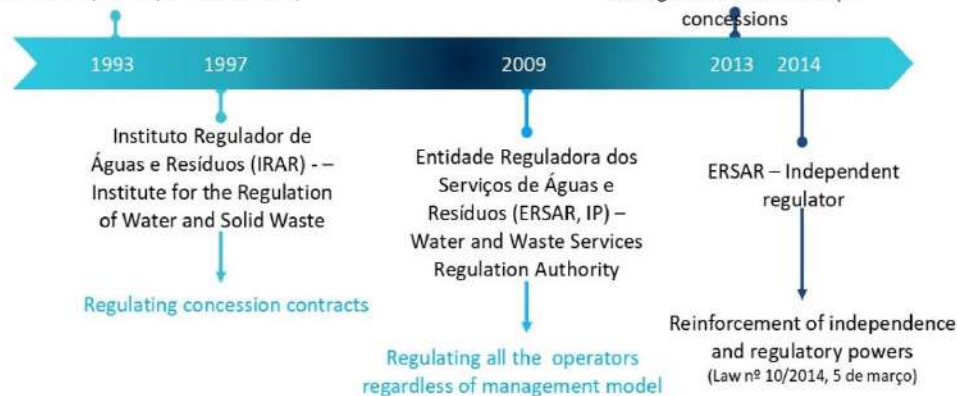 concessions
1993
1997
2009
2013
2014
Instituto Regulador de
Águas e Resíduos (IRAR) - –
Institute for the Regulation
of Water and Solid Waste
Regulating concession contracts
Entidade Reguladora dos
Serviços de Águas e
Resíduos (ERSAR, IP) –
Water and Waste Services
Regulation Authority
Regulating all the operators
regardless of management model
ERSAR – Independent
regulator
Reinforcement of independence
and regulatory powers
(Law nº 10/2014, 5 de março)